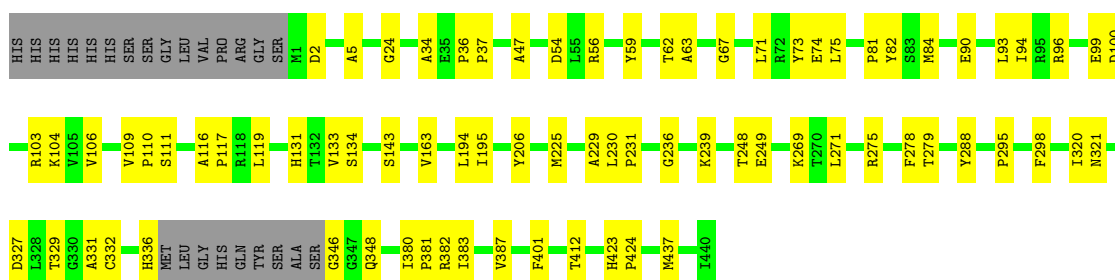 HIS HIS HIS HIS HIS HIS SER SER GLY LEU VAL PRO ARG GLY SER M1 D2 A5 G24 A34 E35 P36 P37 A47 D54 L55 R56 Y59 T62 A63 G67 L71 R72 Y73 E74 L75 P81 Y82 S83 M84 E90 L93 I94 R95 R96 E99 D100
R103 K104 V105 V106 V109 P110 S111 A116 P117 R118 L119 H131 T132 V133 S134 S143 V163 L194 I195 Y206 M225 A229 L230 P231 G236 K239 T248 E249 K269 T270 L271 R275 F278 T279 Y288 P295 F298 I320 N321
D327 L328 T329 G330 A331 C332 H336 MET LEU GLY HIS GLN TYR SER ALA SER G346 G347 Q348 I380 P381 R382 I383 V387 F401 T412 H423 P424 M437 I440